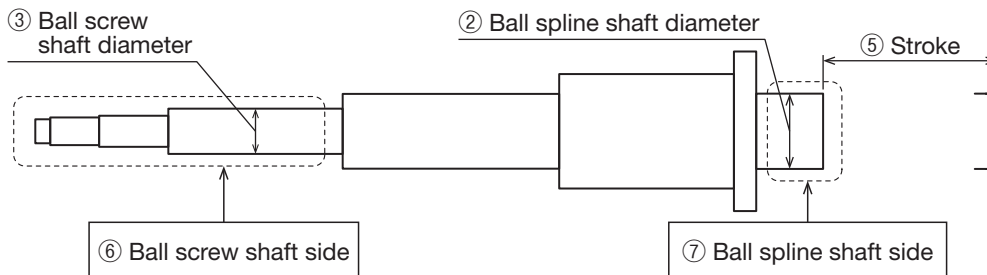 ③ Ball screw
shaft diameter
② Ball spline shaft diameter
⑤ Stroke
⑥ Ball screw shaft side
⑦ Ball spline shaft side